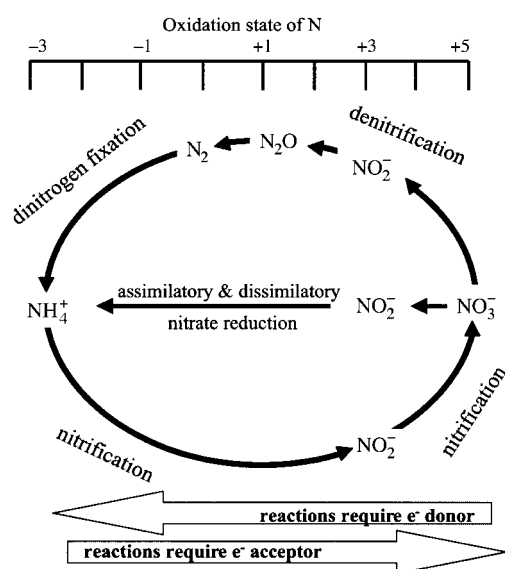 Oxidation state of N
−3 −1 +1 +3 +5
denitrification
dinitrogen fixation
N₂ N₂O NO₂⁻
assimilatory & dissimilatory
NH₄⁺ NO₂⁻ NO₃⁻
nitrate reduction
nitrification
NO₂⁻
nitrification
reactions require e⁻ donor
reactions require e⁻ acceptor